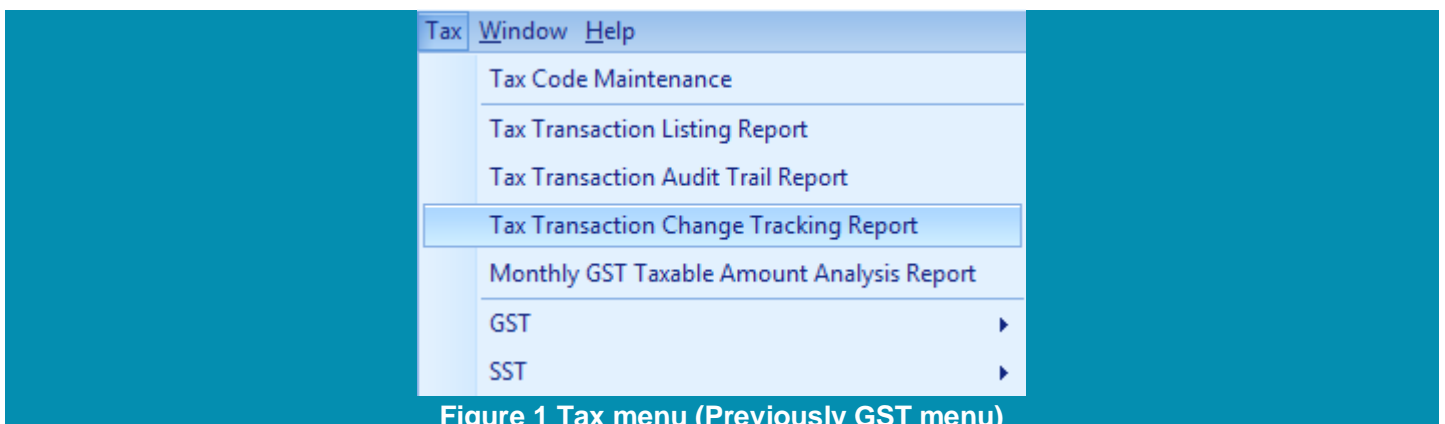 Tax Window Help
Tax Code Maintenance
Tax Transaction Listing Report
Tax Transaction Audit Trail Report
Tax Transaction Change Tracking Report
Monthly GST Taxable Amount Analysis Report
GST
SST
Figure 1 Tax menu (Previously GST menu)